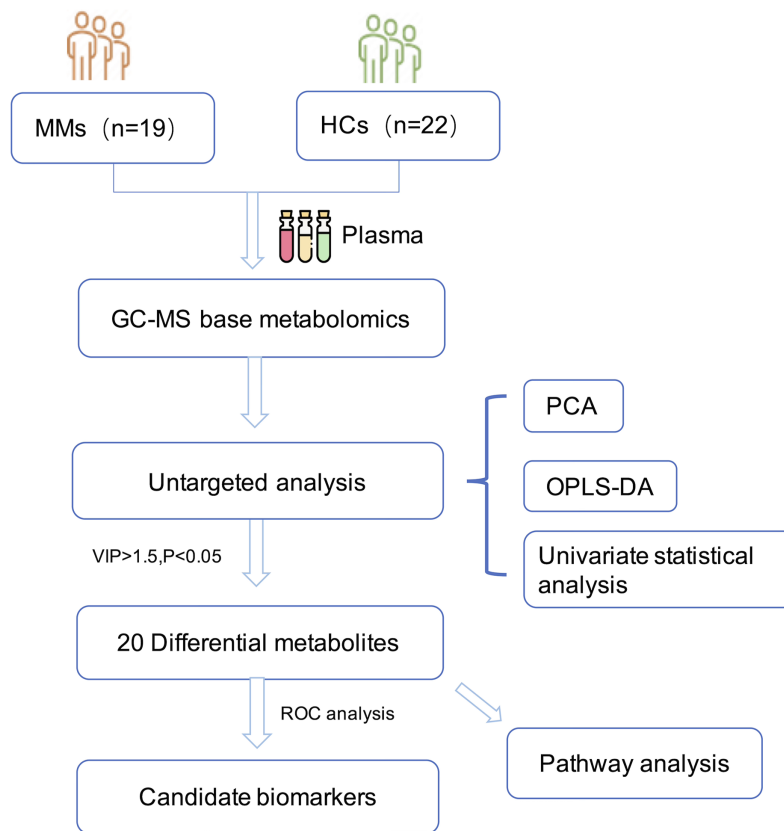 MMs（n=19）
HCs（n=22）
Plasma
GC-MS base metabolomics
PCA
Untargeted analysis
OPLS-DA
Univariate statistical
analysis
VIP>1.5,P<0.05
20 Differential metabolites
ROC analysis
Pathway analysis
Candidate biomarkers